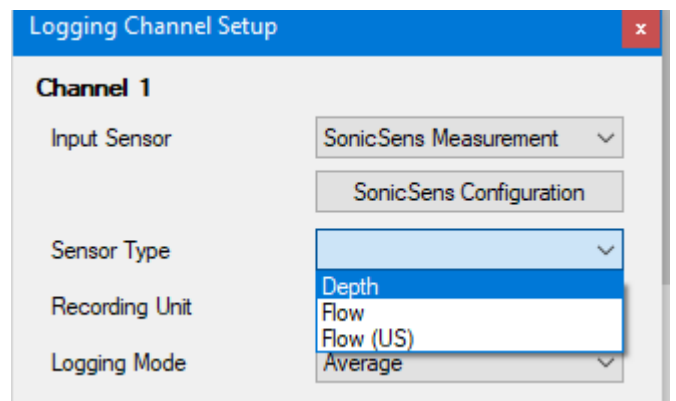 Logging Channel Setup
x
Channel 1
Input Sensor
SonicSens Measurement
SonicSens Configuration
Sensor Type
Depth
Recording Unit
Flow
Flow (US)
Logging Mode
Average